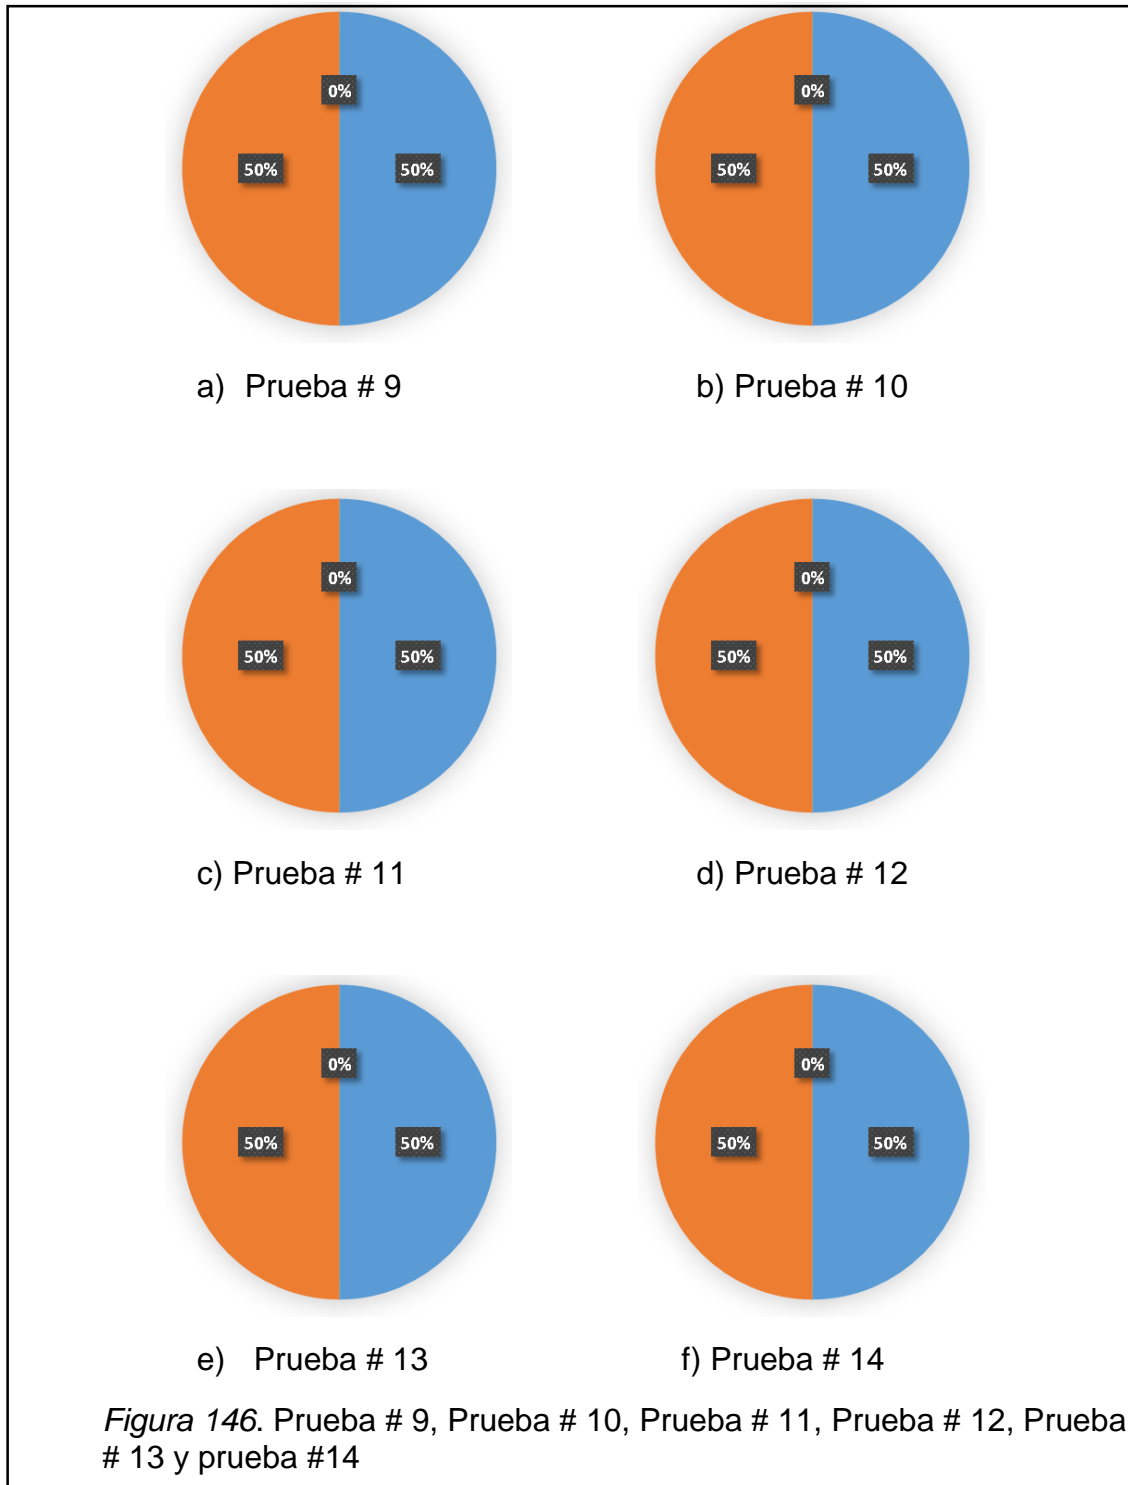 0%
0%
50%
50%
50%
50%
a) Prueba # 9
b) Prueba # 10
0%
0%
50%
50%
50%
50%
c) Prueba # 11
d) Prueba # 12
0%
0%
50%
50%
50%
50%
e) Prueba # 13
f) Prueba # 14
Figura 146. Prueba # 9, Prueba # 10, Prueba # 11, Prueba # 12, Prueba
# 13 y prueba #14